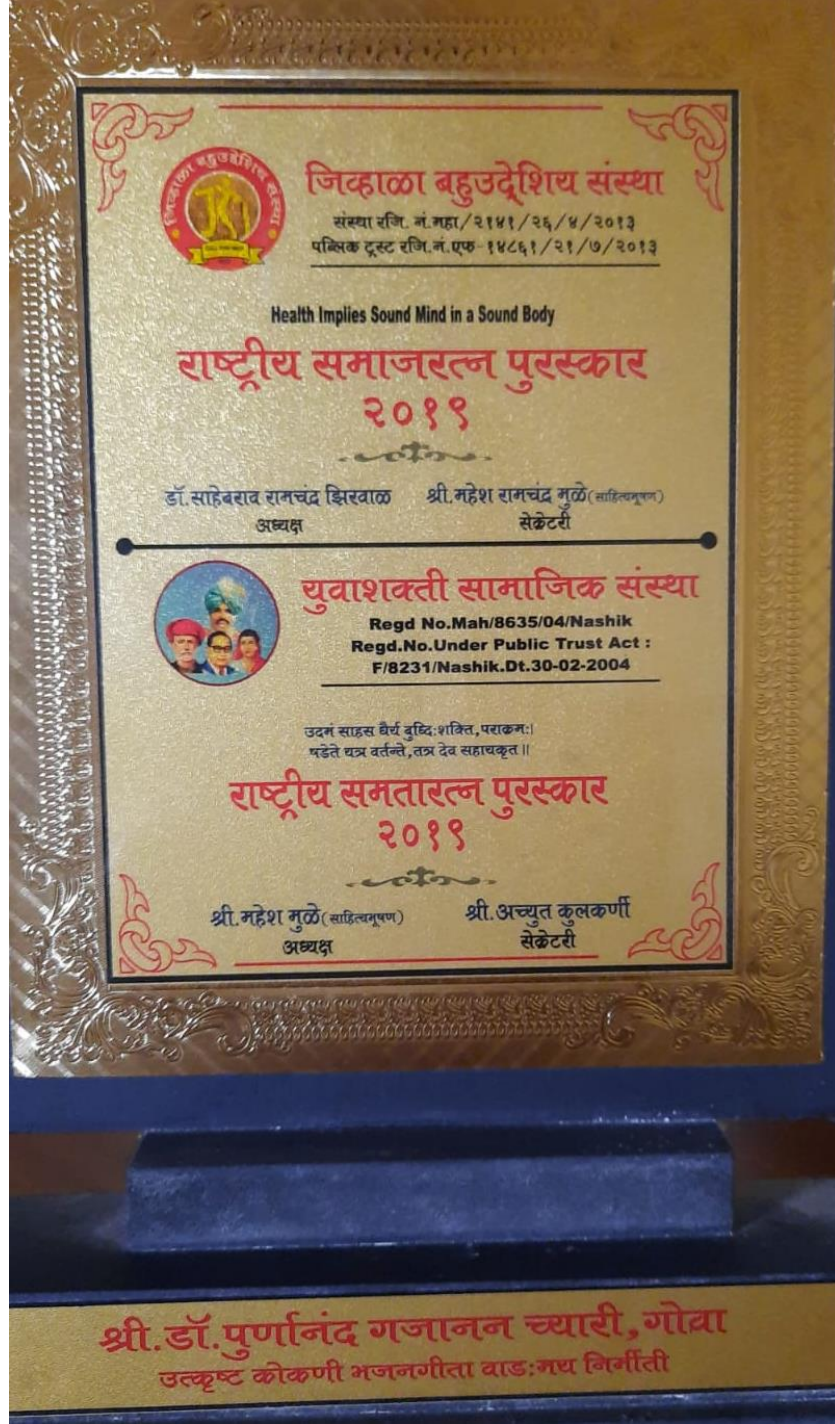 जिव्हाळा बहुउद्देशिय संस्था
जिव्हाळा बहुउद्देशिय संस्था
संस्था रजि. नं.महा/२१४१/२६/४/२०१३
पब्लिक ट्रस्ट रजि.नं.एफ-१४८६१/२१/७/२०१३
Health Implies Sound Mind in a Sound Body
राष्ट्रीय समाजरत्न पुरस्कार
२०१९
डॉ.साहेबराव रामचंद्र झिरवाळ श्री.महेश रामचंद्र मुळे(साहित्यभूषण)
अध्यक्ष सेक्रेटरी
युवाशक्ती सामाजिक संस्था
Regd No.Mah/8635/04/Nashik
Regd.No.Under Public Trust Act :
F/8231/Nashik.Dt.30-02-2004
उदमं साहस धैर्य बुध्दि:शक्ति,पराक्रम:|
षडेते यत्र वर्तन्ते,तत्र देव सहाचकृत॥
राष्ट्रीय समतारत्न पुरस्कार
२०१९
श्री.महेश मुळे(साहित्यभूषण) श्री.अच्युत कुलकर्णी
अध्यक्ष सेक्रेटरी
श्री.डॉ.पुर्णानंद गजानन च्यारी,गोवा
उत्कृष्ट कोकणी भजनगीता वाड:मय निर्मीती